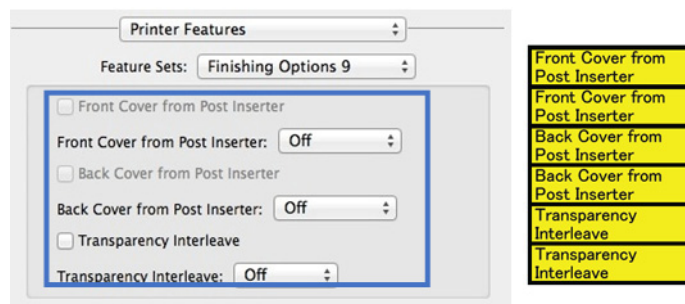 Printer Features
Feature Sets: Finishing Options 9
Front Cover from Post Inserter
Front Cover from Post Inserter: Off
Back Cover from Post Inserter
Back Cover from Post Inserter: Off
Transparency Interleave
Transparency Interleave: Off
Front Cover from
Post Inserter
Front Cover from
Post Inserter
Back Cover from
Post Inserter
Back Cover from
Post Inserter
Transparency
Interleave
Transparency
Interleave